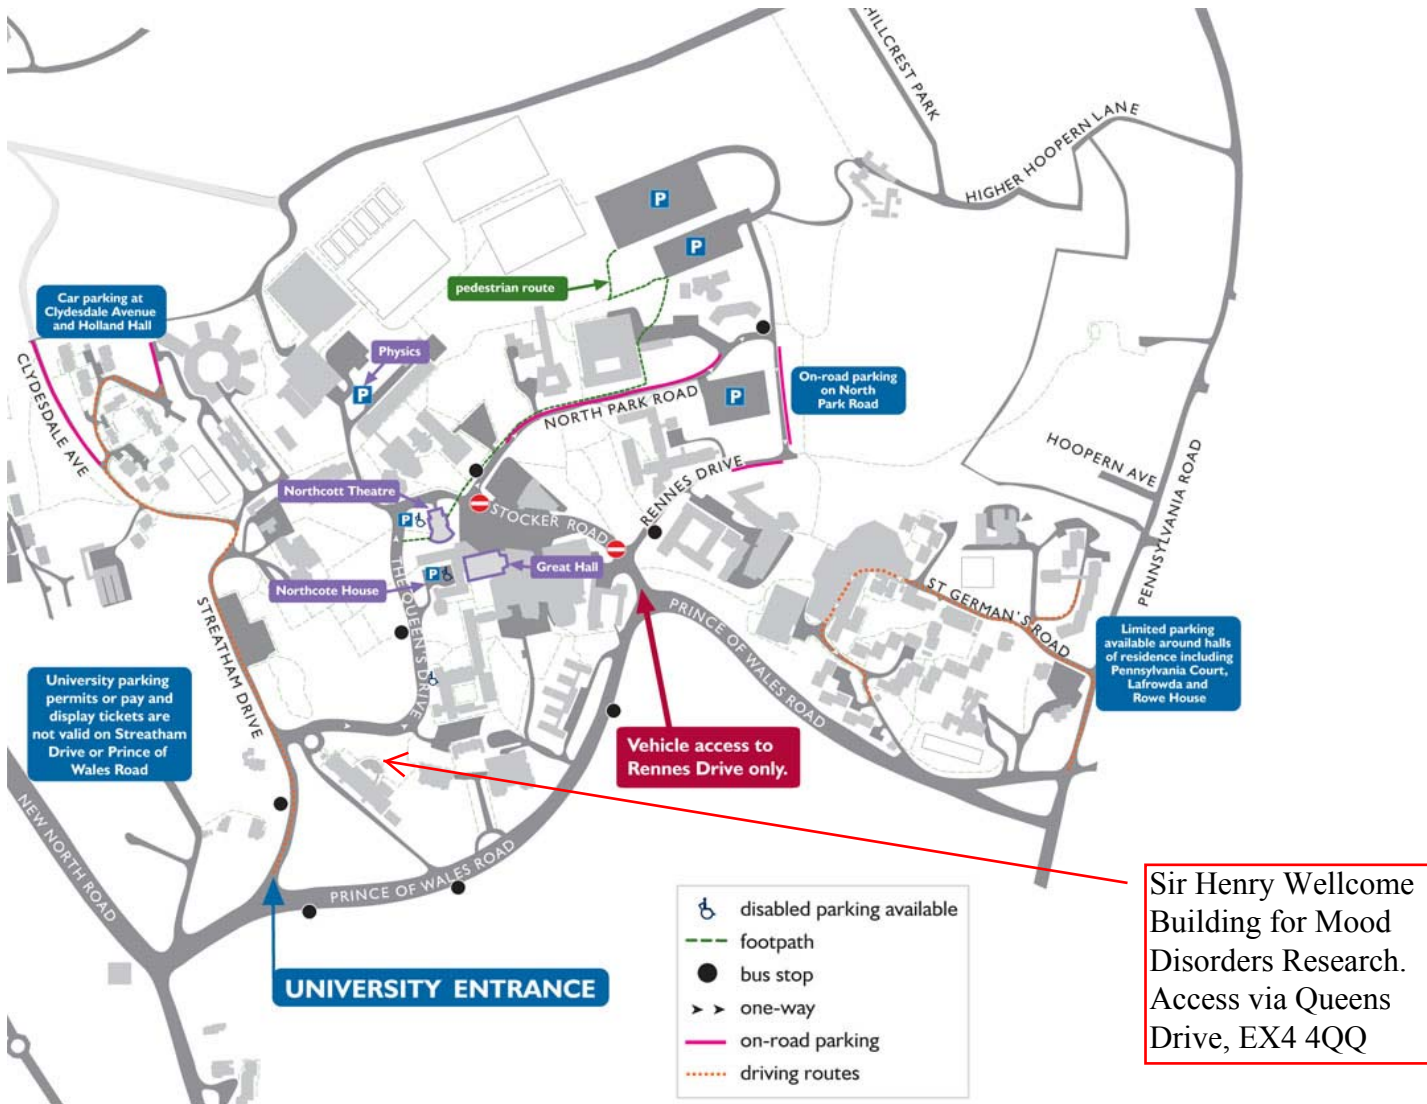 HILLCREST PARK
HIGHER HOOPERN LANE
P
P
pedestrian route
Car parking at
Clydesdale Avenue
and Holland Hall
Physics
P
CLYDESDALE AVE
On-road parking
on North
Park Road
P
NORTH PARK ROAD
HOOPERN AVE
PENNSYLVANIA ROAD
RENNES DRIVE
Northcott Theatre
P
STOCKER ROAD
Great Hall
P
Northcote House
THE QUEEN'S DRIVE
STREATHAM DRIVE
PRINCE OF WALES ROAD
ST GERMAN'S ROAD
Limited parking
available around halls
of residence including
Pennsylvania Court,
Lafrowda and
Rowe House
University parking
permits or pay and
display tickets are
not valid on Streatham
Drive or Prince of
Wales Road
Vehicle access to
Rennes Drive only.
NEW NORTH ROAD
PRINCE OF WALES ROAD
UNIVERSITY ENTRANCE
disabled parking available
footpath
bus stop
one-way
on-road parking
driving routes
Sir Henry Wellcome
Building for Mood
Disorders Research.
Access via Queens
Drive, EX4 4QQ